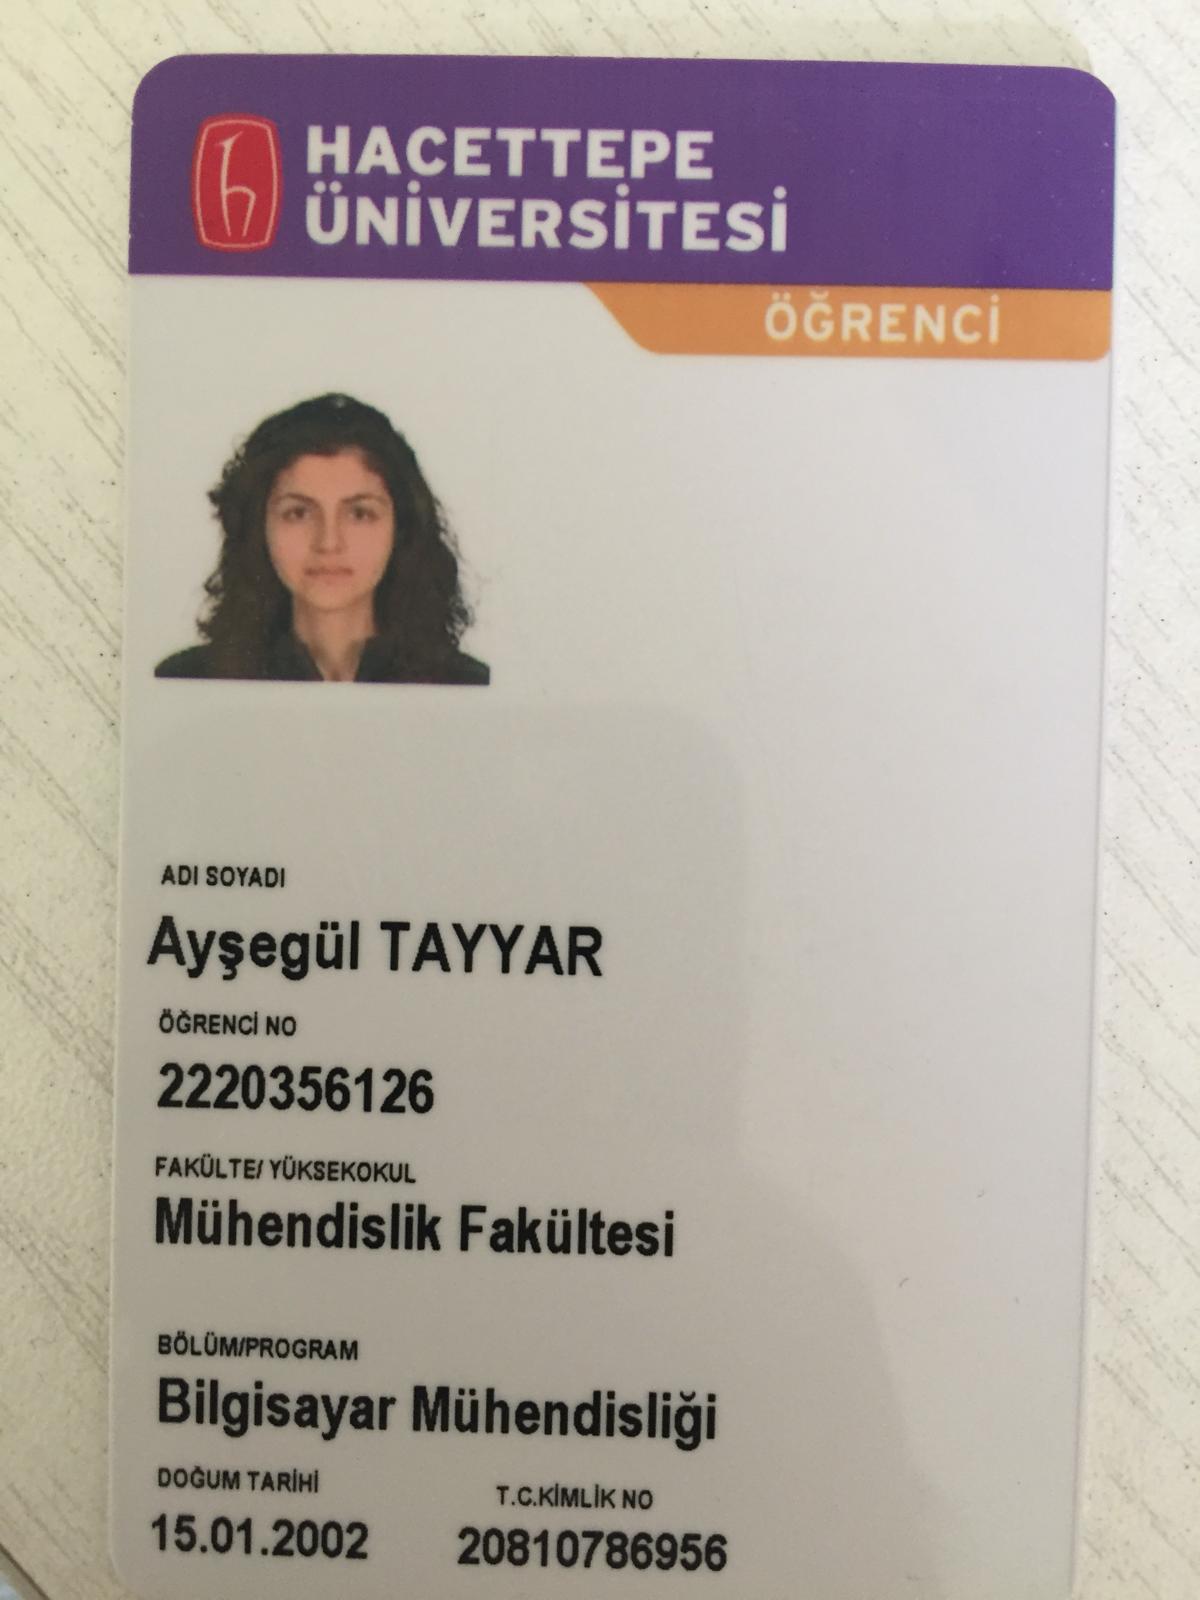 HACETTEPE
ÜNİVERSİTESİ
ÖĞRENCİ
ADI SOYADI
Ayşegül TAYYAR
ÖĞRENCİ NO
2220356126
FAKÜLTE/ YÜKSEKOKUL
Mühendislik Fakültesi
BÖLÜM/PROGRAM
Bilgisayar Mühendisliği
DOĞUM TARİHİ T.C.KİMLİK NO
15.01.2002 20810786956